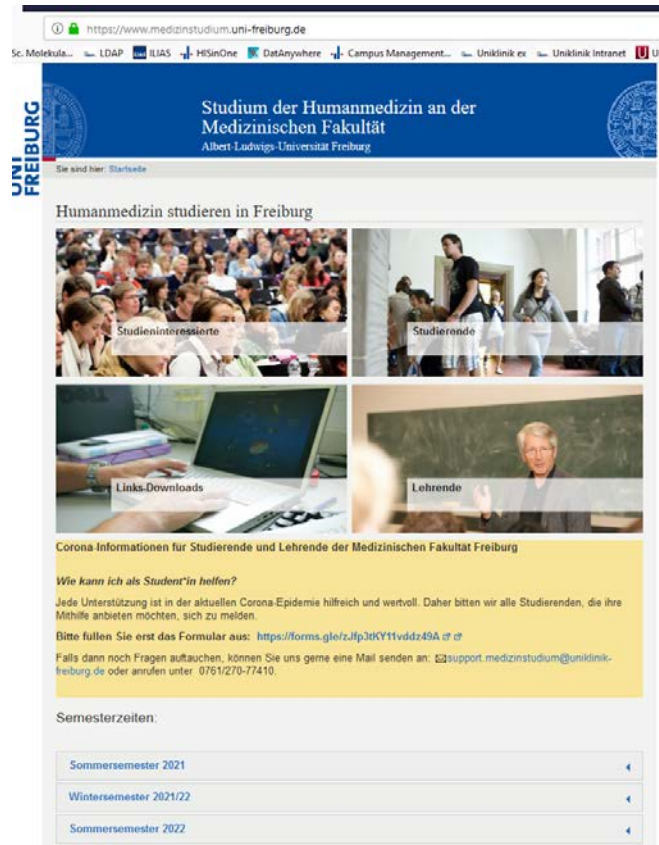 https://www.medizinstudium.uni-freiburg.de
Sc. Molekula... LDAP ILIAS HISinOne DatAnywhere Campus Management... Uniklinik ex Uniklinik Intranet U
UNI
FREIBURG
Studium der Humanmedizin an der
Medizinischen Fakultät
Albert-Ludwigs-Universität Freiburg
Sie sind hier: Startseite
Humanmedizin studieren in Freiburg
Studieninteressierte
Studierende
Links-Downloads
Lehrende
Corona-Informationen für Studierende und Lehrende der Medizinischen Fakultät Freiburg
Wie kann ich als Student*in helfen?
Jede Unterstützung ist in der aktuellen Corona-Epidemie hilfreich und wertvoll. Daher bitten wir alle Studierenden, die ihre
Mithilfe anbieten möchten, sich zu melden.
Bitte füllen Sie erst das Formular aus: https://forms.gle/zJfp3tKY11vddz49A
Falls dann noch Fragen auftauchen, können Sie uns gerne eine Mail senden an: support.medizinstudium@uniklinik-
freiburg.de oder anrufen unter 0761/270-77410.
Semesterzeiten:
Sommersemester 2021
Wintersemester 2021/22
Sommersemester 2022